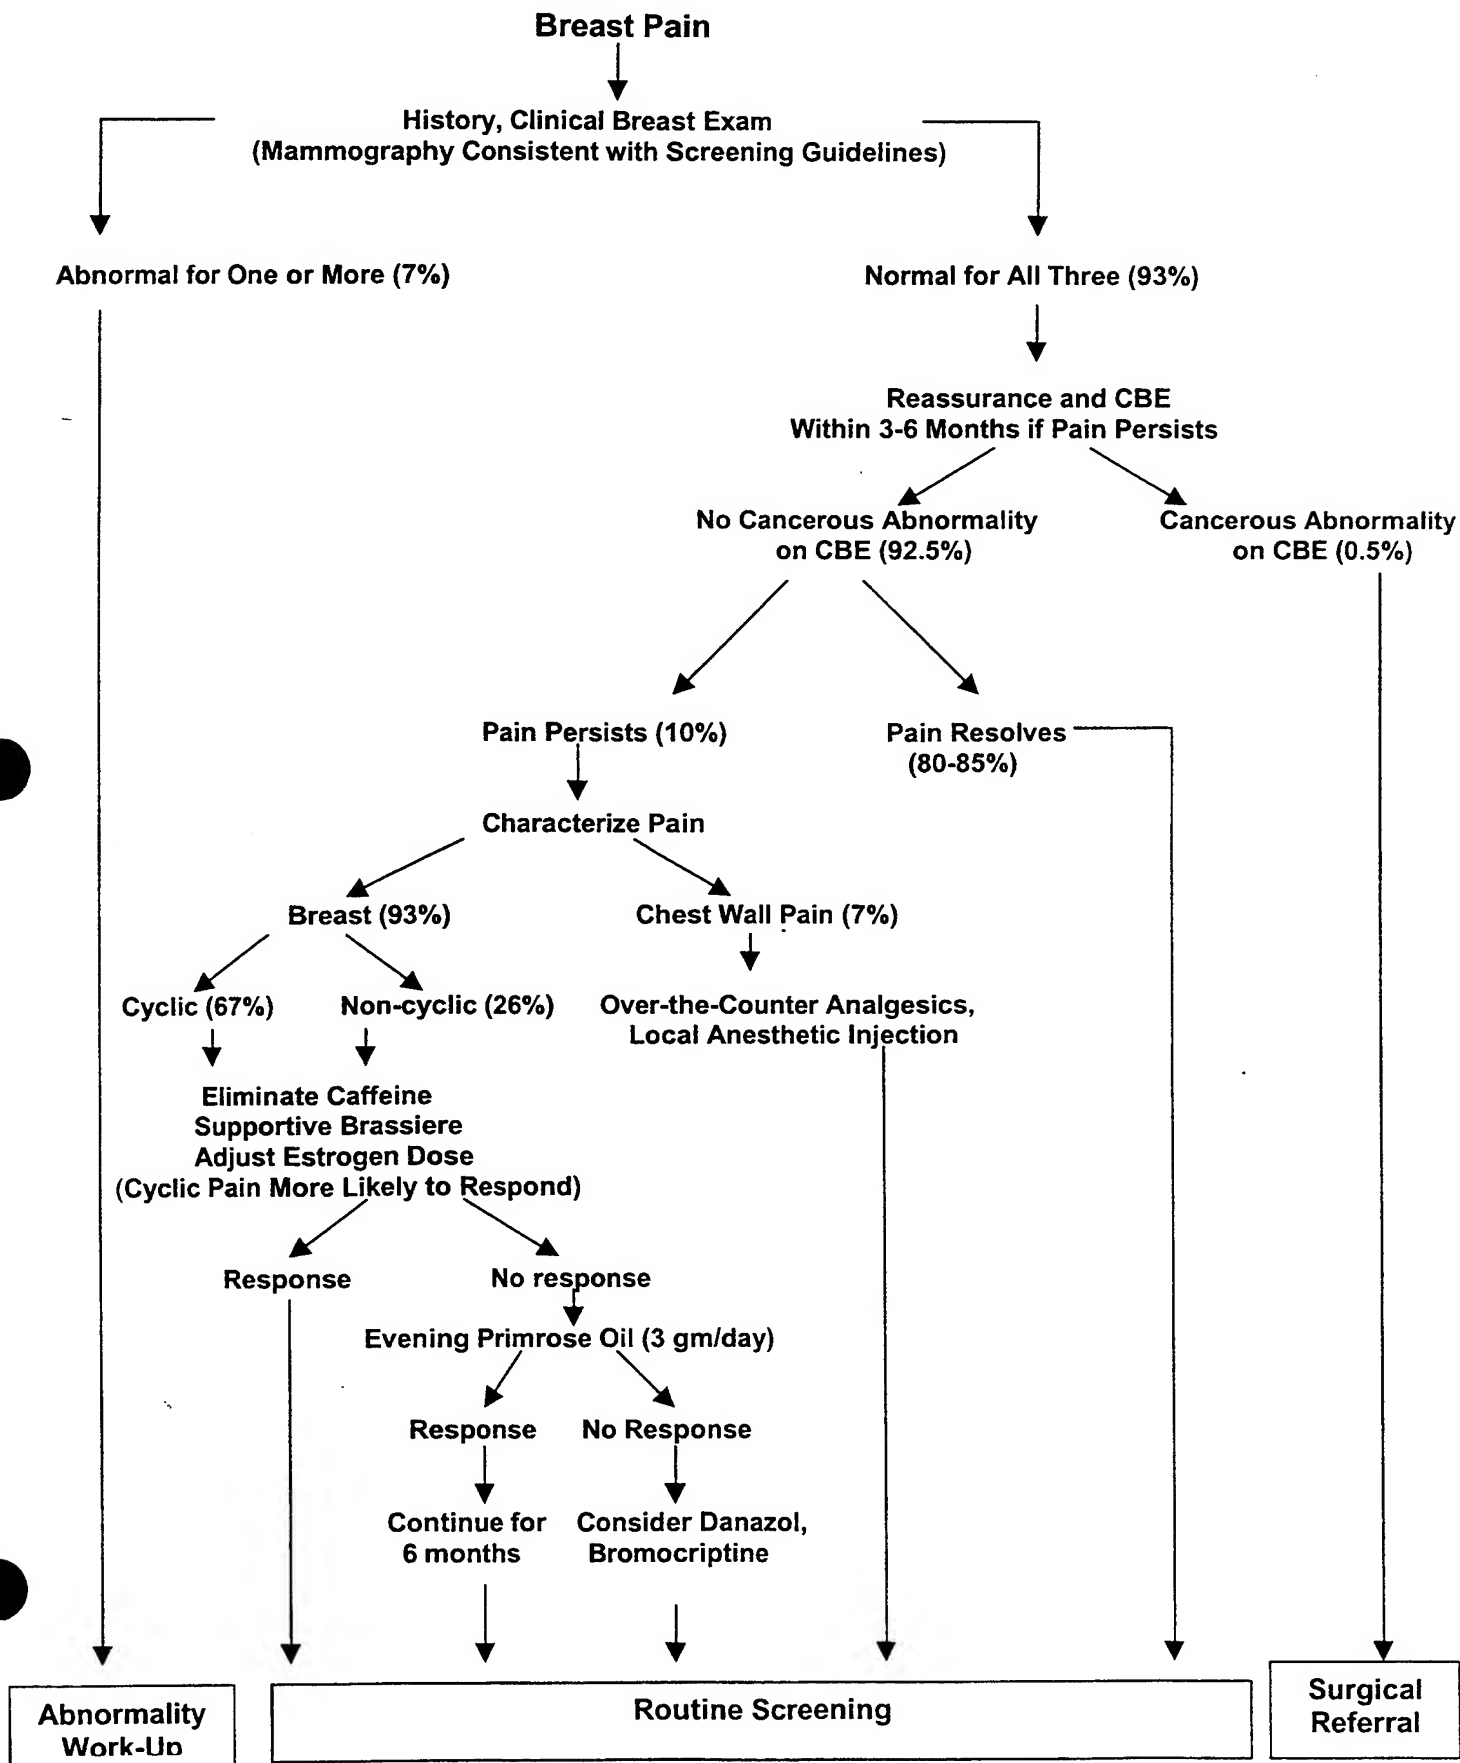 Breast Pain
History, Clinical Breast Exam
(Mammography Consistent with Screening Guidelines)
Abnormal for One or More (7%)
Normal for All Three (93%)
Reassurance and CBE
Within 3-6 Months if Pain Persists
No Cancerous Abnormality
on CBE (92.5%)
Cancerous Abnormality
on CBE (0.5%)
Pain Persists (10%)
Pain Resolves
(80-85%)
Characterize Pain
Breast (93%)
Chest Wall Pain (7%)
Cyclic (67%)
Non-cyclic (26%)
Over-the-Counter Analgesics,
Local Anesthetic Injection
Eliminate Caffeine
Supportive Brassiere
Adjust Estrogen Dose
(Cyclic Pain More Likely to Respond)
Response
No response
Evening Primrose Oil (3 gm/day)
Response
No Response
Continue for
6 months
Consider Danazol,
Bromocriptine
Abnormality
Work-Up
Routine Screening
Surgical
Referral